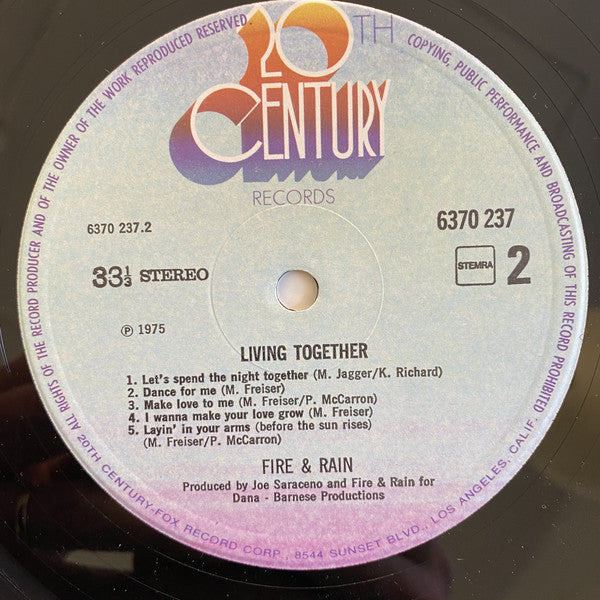 ALL RIGHTS OF THE RECORD PRODUCER AND OF THE OWNER OF THE WORK REPRODUCED RESERVED.
COPYING, PUBLIC PERFORMANCE AND BROADCASTING OF THIS RECORD PROHIBITED
20TH
CENTURY
RECORDS
6370 237.2
6370 237
33⅓ STEREO
STEMRA
2
℗ 1975
LIVING TOGETHER
1. Let's spend the night together (M. Jagger/K. Richard)
2. Dance for me (M. Freiser)
3. Make love to me (M. Freiser/P. McCarron)
4. I wanna make your love grow (M. Freiser)
5. Layin' in your arms (before the sun rises)
(M. Freiser/P. McCarron)
FIRE & RAIN
Produced by Joe Saraceno and Fire & Rain for
Dana - Barnese Productions
20TH CENTURY-FOX RECORD CORP., 8544 SUNSET BLVD., LOS ANGELES, CALIF.